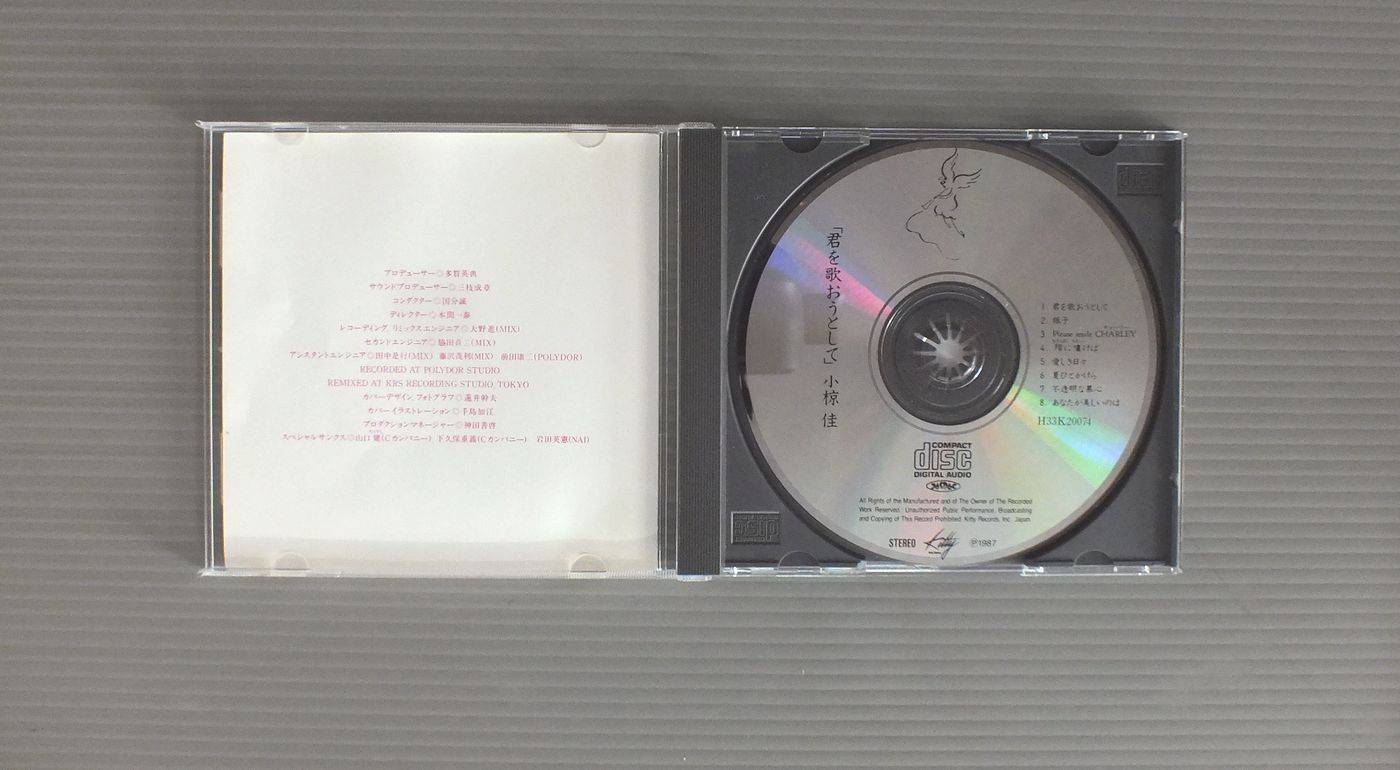 プロデューサー◎多賀英典
サウンドプロデューサー◎三枝成章
コンダクター◎国分誠
ディレクター◎本間一泰
レコーディング, リミックスエンジニア◎大野進(MIX)
セカンドエンジニア◎脇田貞二(MIX)
アシスタントエンジニア◎田中是行(MIX) 藤沢茂利(MIX) 前田康二(POLYDOR)
RECORDED AT POLYDOR STUDIO
REMIXED AT KRS RECORDING STUDIO, TOKYO
カバーデザイン, フォトグラフ◎蓮井幹夫
カバーイラストレーション◎手島加江
プロダクションマネージャー◎神田善啓
スペシャルサンクス◎山口健(Cカンパニー) 下久保重義(Cカンパニー) 岩田英憲(NAI)
「君を歌おうとして」 小椋 佳
1. 君を歌おうとして
2. 振子
3. Please smile CHARLEY
4. 陽に嘯けば
5. 愛しき日々
6. 夏ひとかけら
7. 不透明な
8. あなたが美しいのは
H33K20074
COMPACT
disc
DIGITAL AUDIO
All Rights of the Manufactured and of The Owner of The Recorded
Work Reserved. Unauthorized Public Performance, Broadcasting
and Copying of This Record Prohibited. Kitty Records, Inc. Japan
STEREO Kitty ℗1987
disc
disc